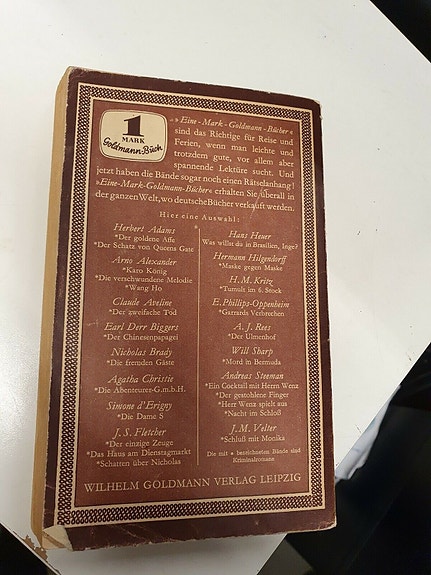 1
MARK
Goldmann-Buch
»Eine-Mark-Goldmann-Bücher«
sind das Richtige für Reise und
Ferien, wenn man leichte und
trotzdem gute, vor allem aber
spannende Lektüre sucht. Und
jetzt haben die Bände sogar noch einen Rätselanhang!
»Eine-Mark-Goldmann-Bücher« erhalten Sie überall in
der ganzen Welt, wo deutsche Bücher verkauft werden.
Hier eine Auswahl:
Herbert Adams
*Der goldene Affe
*Der Schatz von Queens Gate
Arno Alexander
*Karo König
*Die verschwundene Melodie
*Wang Ho
Claude Aveline
*Der zweifache Tod
Earl Derr Biggers
*Der Chinesenpapagei
Nicholas Brady
*Die fremden Gäste
Agatha Christie
*Die Abenteurer-G.m.b.H.
Simone d'Erigny
*Die Dame S
J. S. Fletcher
*Der einzige Zeuge
*Das Haus am Dienstagmarkt
*Schatten über Nicholas
Hans Heuer
Was willst du in Brasilien, Inge?
Hermann Hilgendorff
*Maske gegen Maske
H. M. Kritz
*Tumult im 6. Stock
E. Phillips-Oppenheim
*Garrards Verbrechen
A. J. Rees
*Der Ulmenhof
Will Sharp
*Mord in Bermuda
Andreas Steeman
*Ein Cocktail mit Herrn Wenz
*Der gestohlene Finger
*Herr Wenz spielt aus
*Nacht im Schloß
J. M. Velter
*Schluß mit Monika
Die mit * bezeichneten Bände sind
Kriminalromane
WILHELM GOLDMANN VERLAG LEIPZIG